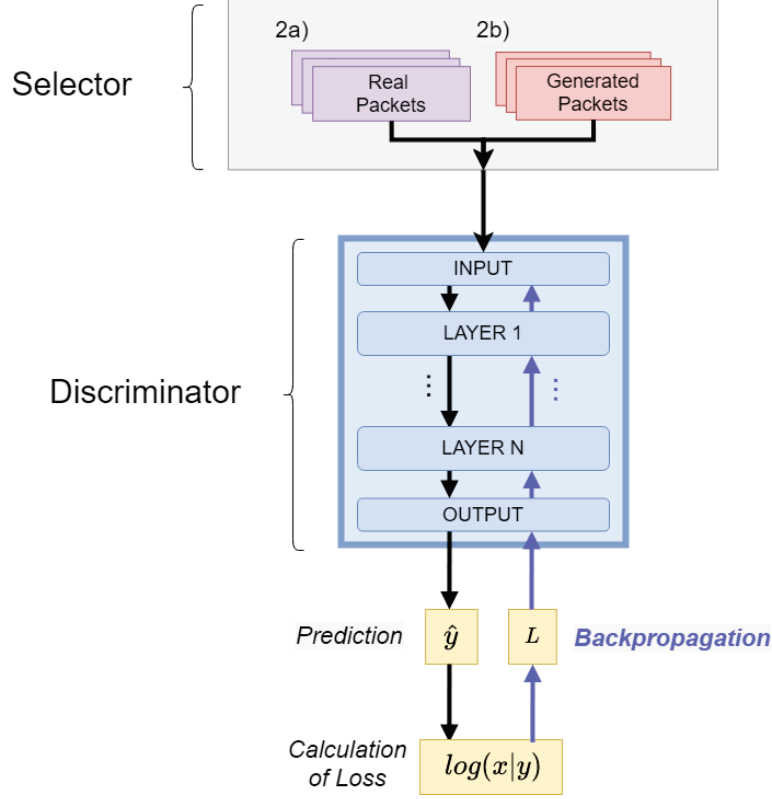 2a)
2b)
Selector
Real
Packets
Generated
Packets
INPUT
LAYER 1
...
...
Discriminator
LAYER N
OUTPUT
Prediction
ŷ
L
Backpropagation
Calculation
of Loss
log(x|y)